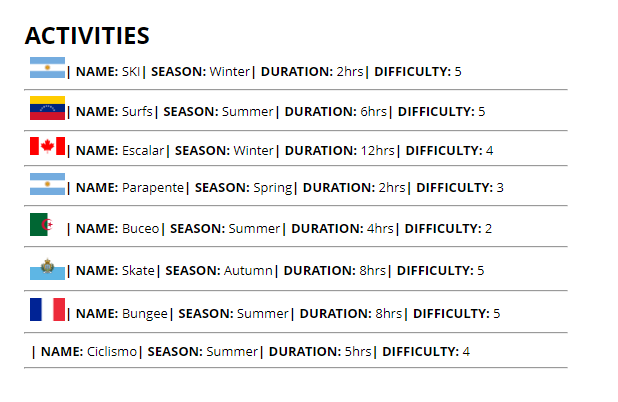 ACTIVITIES
| NAME: SKI| SEASON: Winter| DURATION: 2hrs| DIFFICULTY: 5
| NAME: Surfs| SEASON: Summer| DURATION: 6hrs| DIFFICULTY: 5
| NAME: Escalar| SEASON: Winter| DURATION: 12hrs| DIFFICULTY: 4
| NAME: Parapente| SEASON: Spring| DURATION: 2hrs| DIFFICULTY: 3
| NAME: Buceo| SEASON: Summer| DURATION: 4hrs| DIFFICULTY: 2
| NAME: Skate| SEASON: Autumn| DURATION: 8hrs| DIFFICULTY: 5
| NAME: Bungee| SEASON: Summer| DURATION: 8hrs| DIFFICULTY: 5
| NAME: Ciclismo| SEASON: Summer| DURATION: 5hrs| DIFFICULTY: 4